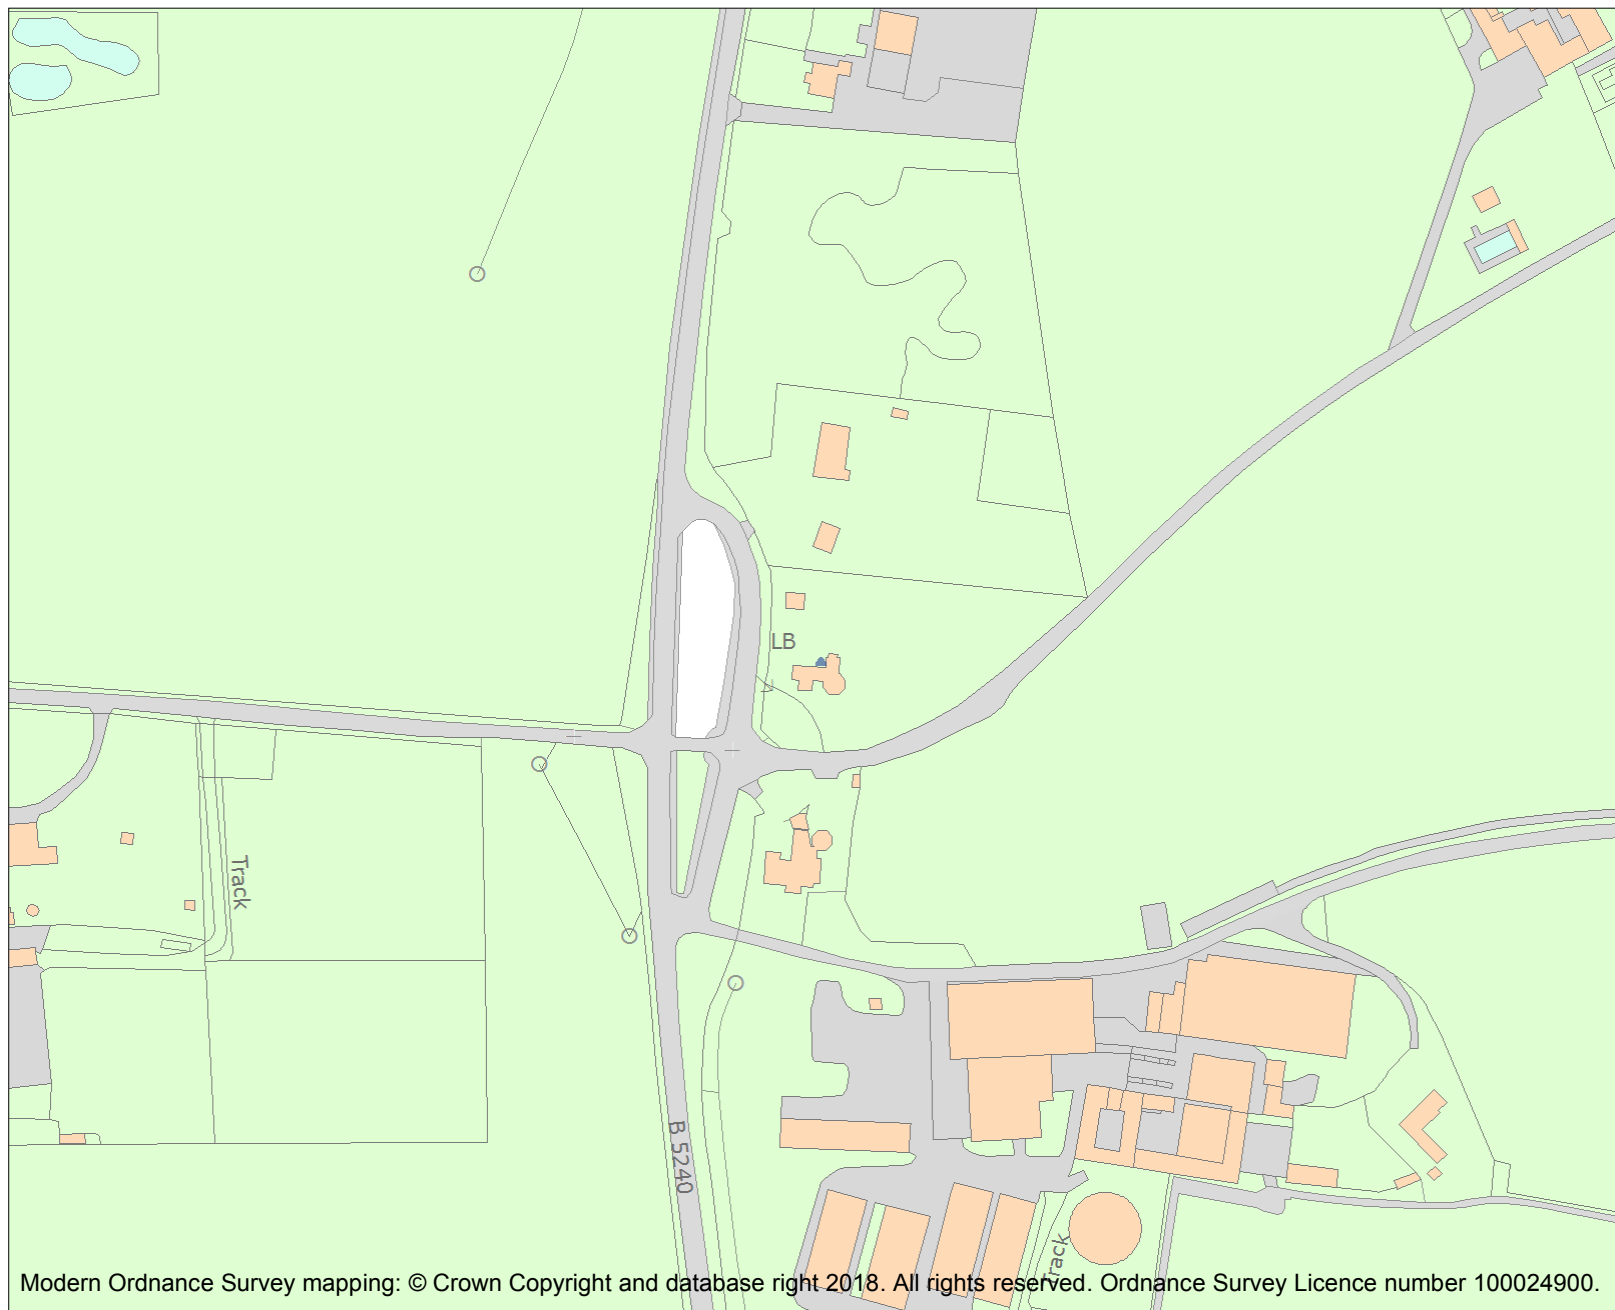 LB
Track
B 5240
Track
Modern Ordnance Survey mapping: © Crown Copyright and database right 2018. All rights reserved. Ordnance Survey Licence number 100024900.